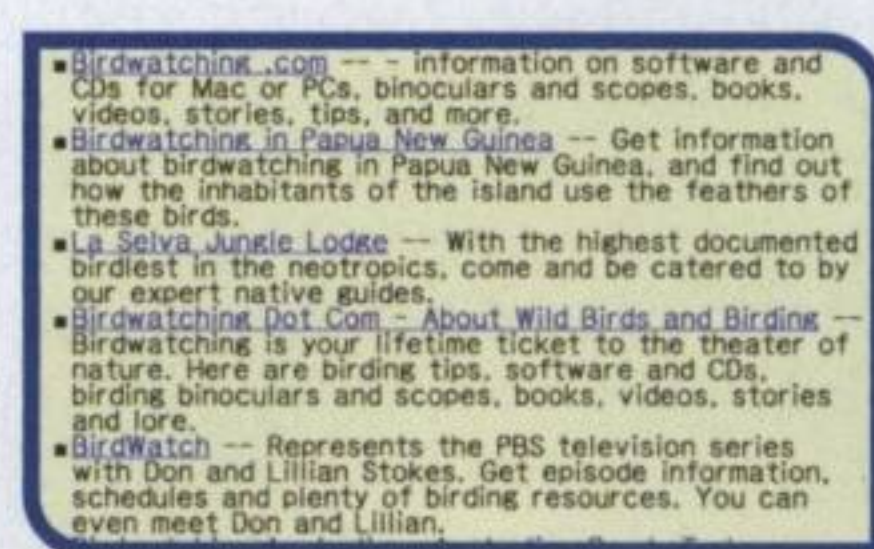 ▪Birdwatching .com -- - information on software and
CDs for Mac or PCs, binoculars and scopes, books,
videos, stories, tips, and more.
▪Birdwatching in Papua New Guinea -- Get information
about birdwatching in Papua New Guinea, and find out
how the inhabitants of the island use the feathers of
these birds.
▪La Selva Jungle Lodge -- With the highest documented
birdlest in the neotropics, come and be catered to by
our expert native guides.
▪Birdwatching Dot Com - About Wild Birds and Birding --
Birdwatching is your lifetime ticket to the theater of
nature. Here are birding tips, software and CDs,
birding binoculars and scopes, books, videos, stories
and lore.
▪BirdWatch -- Represents the PBS television series
with Don and Lillian Stokes. Get episode information,
schedules and plenty of birding resources. You can
even meet Don and Lillian.